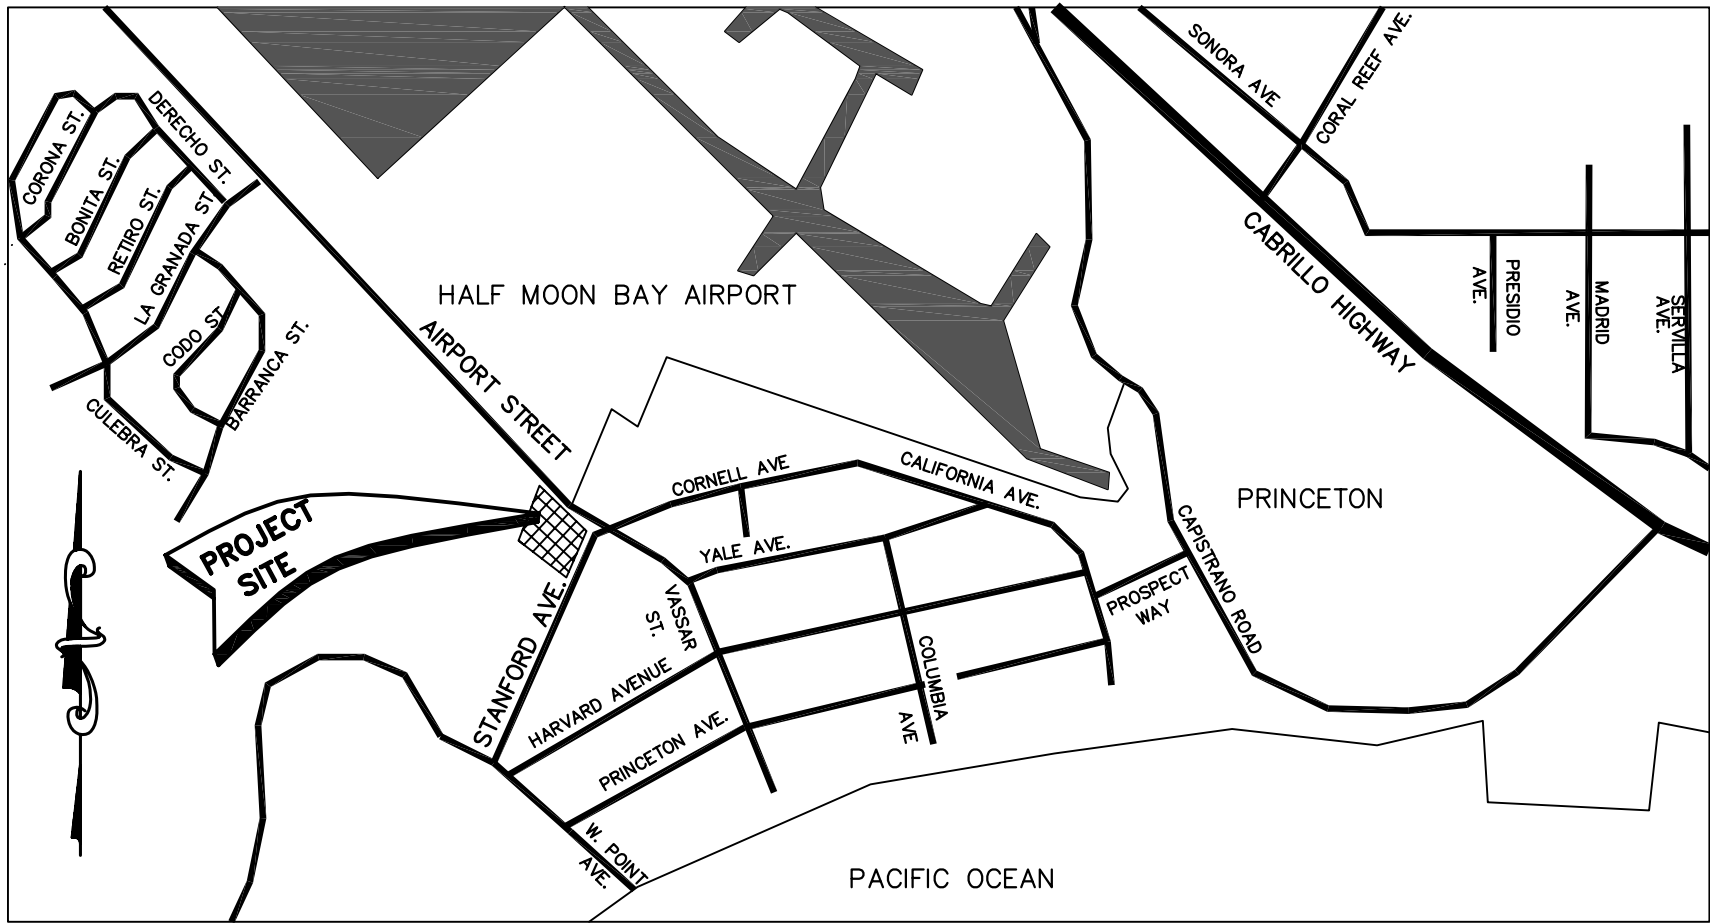 SONORA AVE
CORAL REEF AVE.
DERECHO ST.
CORONA ST.
BONITA ST.
RETIRO ST.
LA GRANADA ST
CODO ST.
BARRANCA ST.
CULEBRA ST.
HALF MOON BAY AIRPORT
AIRPORT STREET
CABRILLO HIGHWAY
PRESIDIO
AVE.
MADRID
AVE.
SERVILLA
AVE.
CORNELL AVE
CALIFORNIA AVE.
PRINCETON
PROJECT
SITE
YALE AVE.
CAPISTRANO ROAD
PROSPECT
WAY
VASSAR
ST.
STANFORD AVE.
HARVARD AVENUE
COLUMBIA
AVE
PRINCETON AVE.
W. POINT
AVE.
PACIFIC OCEAN